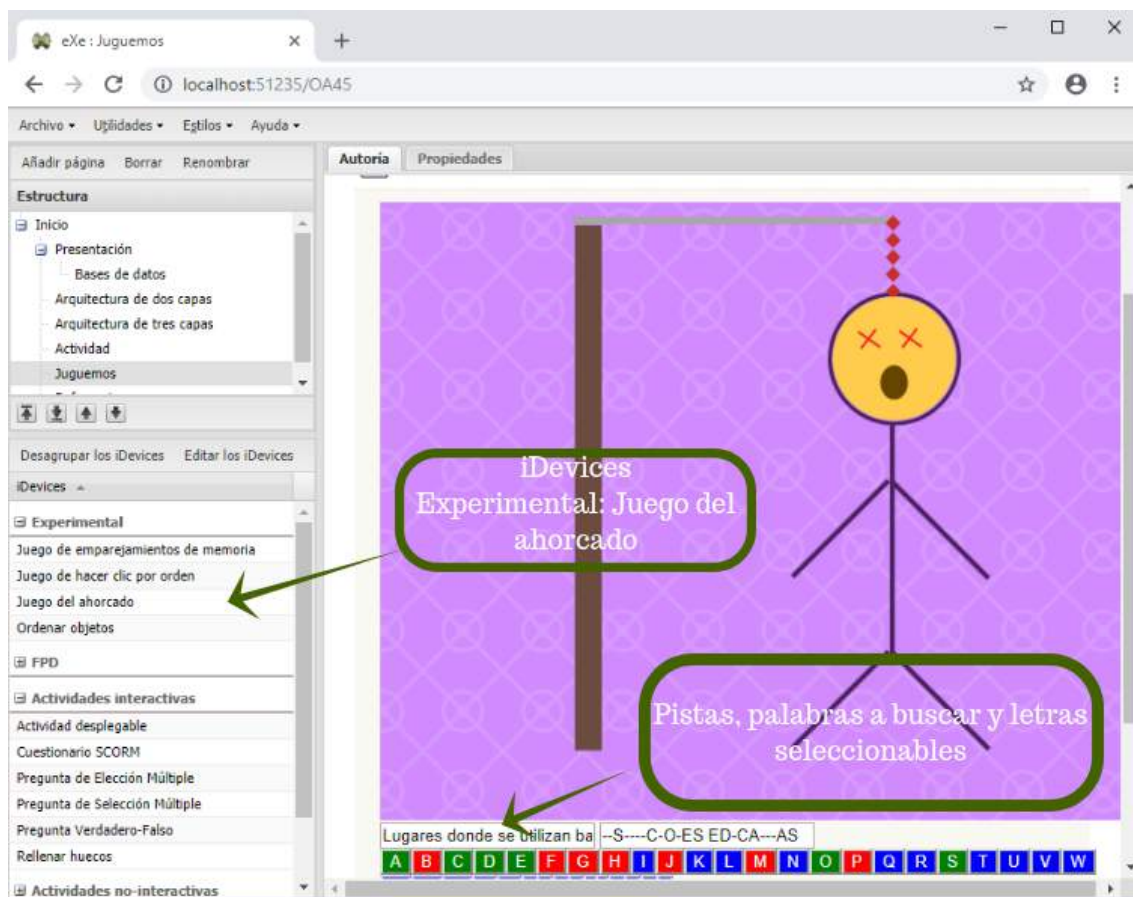 eXe : Juguemos
localhost:51235/OA45
Archivo Utilidades Estilos Ayuda
Añadir página Borrar Renombrar
Estructura
Inicio
Presentación
Bases de datos
Arquitectura de dos capas
Arquitectura de tres capas
Actividad
Juguemos
Desagrupar los iDevices Editar los iDevices
iDevices
Experimental
Juego de emparejamientos de memoria
Juego de hacer clic por orden
Juego del ahorcado
Ordenar objetos
FPD
Actividades interactivas
Actividad desplegable
Cuestionario SCORM
Pregunta de Elección Múltiple
Pregunta de Selección Múltiple
Pregunta Verdadero-Falso
Rellenar huecos
Actividades no-interactivas
Autoría Propiedades
iDevices
Experimental: Juego del
ahorcado
Pistas, palabras a buscar y letras
seleccionables
Lugares donde se utilizan ba --S----C-O-ES ED-CA---AS
A B C D E F G H I J K L M N O P Q R S T U V W